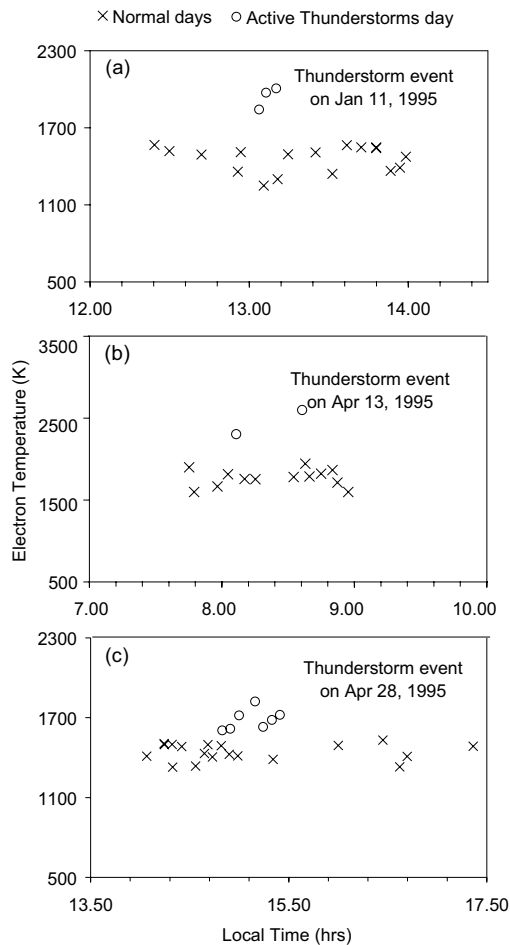 × Normal days ○ Active Thunderstorms day
2300
(a)
Thunderstorm event
on Jan 11, 1995
1700
1100
500
12.00 13.00 14.00
3500
(b)
Thunderstorm event
on Apr 13, 1995
2500
1500
500
7.00 8.00 9.00 10.00
Electron Temperature (K)
2300
(c)
Thunderstorm event
on Apr 28, 1995
1700
1100
500
13.50 15.50 17.50
Local Time (hrs)